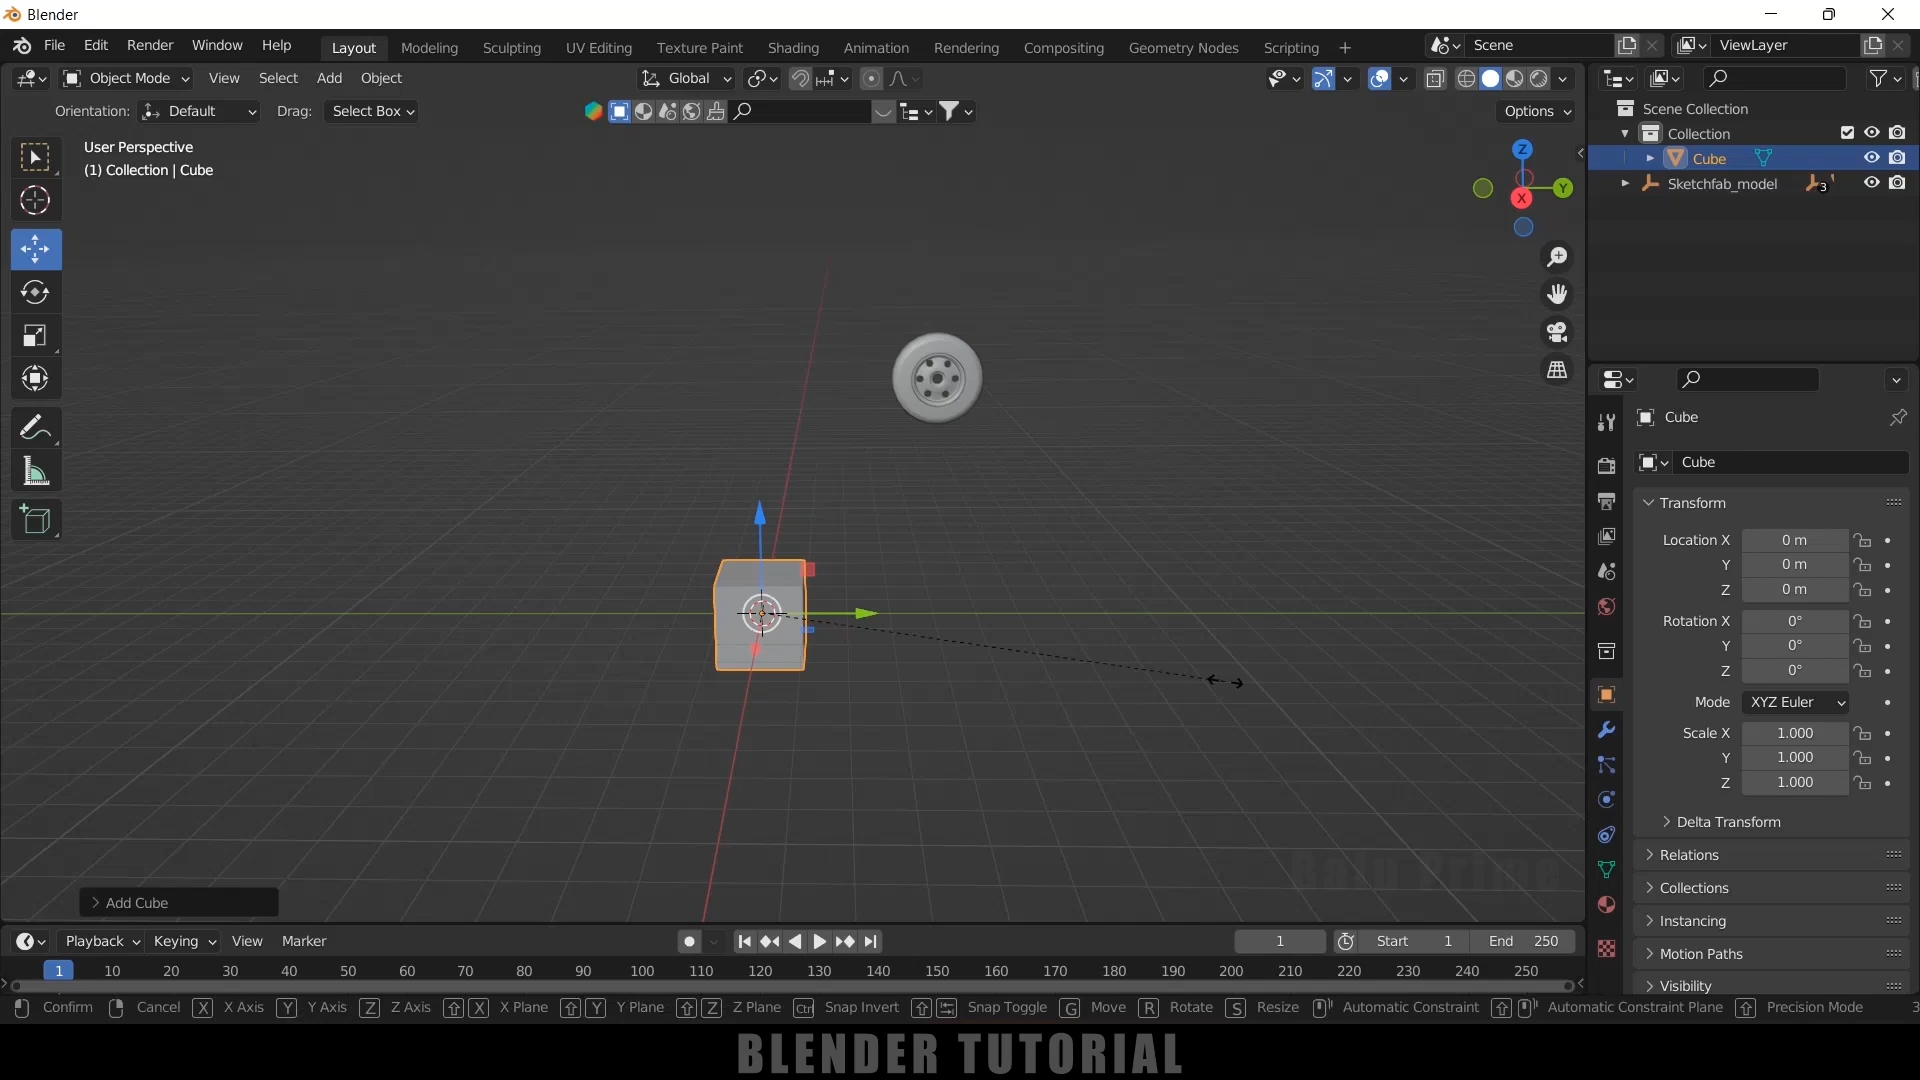 Blender
File Edit Render Window Help Layout Modeling Sculpting UV Editing Texture Paint Shading Animation Rendering Compositing Geometry Nodes Scripting + Scene ViewLayer
Object Mode View Select Add Object Global
Orientation: Default Drag: Select Box Options
User Perspective
(1) Collection | Cube
Z
Y
X
Scene Collection
Collection
Cube
Sketchfab_model 3
Cube
Cube
Transform
Location X 0 m
Y 0 m
Z 0 m
Rotation X 0°
Y 0°
Z 0°
Mode XYZ Euler
Scale X 1.000
Y 1.000
Z 1.000
Delta Transform
Relations
Collections
Instancing
Motion Paths
Visibility
Balu Prime
Add Cube
Playback Keying View Marker 1 Start 1 End 250
1 10 20 30 40 50 60 70 80 90 100 110 120 130 140 150 160 170 180 190 200 210 220 230 240 250
Confirm Cancel X X Axis Y Y Axis Z Z Axis X X Plane Y Y Plane Z Z Plane Ctrl Snap Invert Snap Toggle G Move R Rotate S Resize Automatic Constraint Automatic Constraint Plane Precision Mode 3
BLENDER TUTORIAL